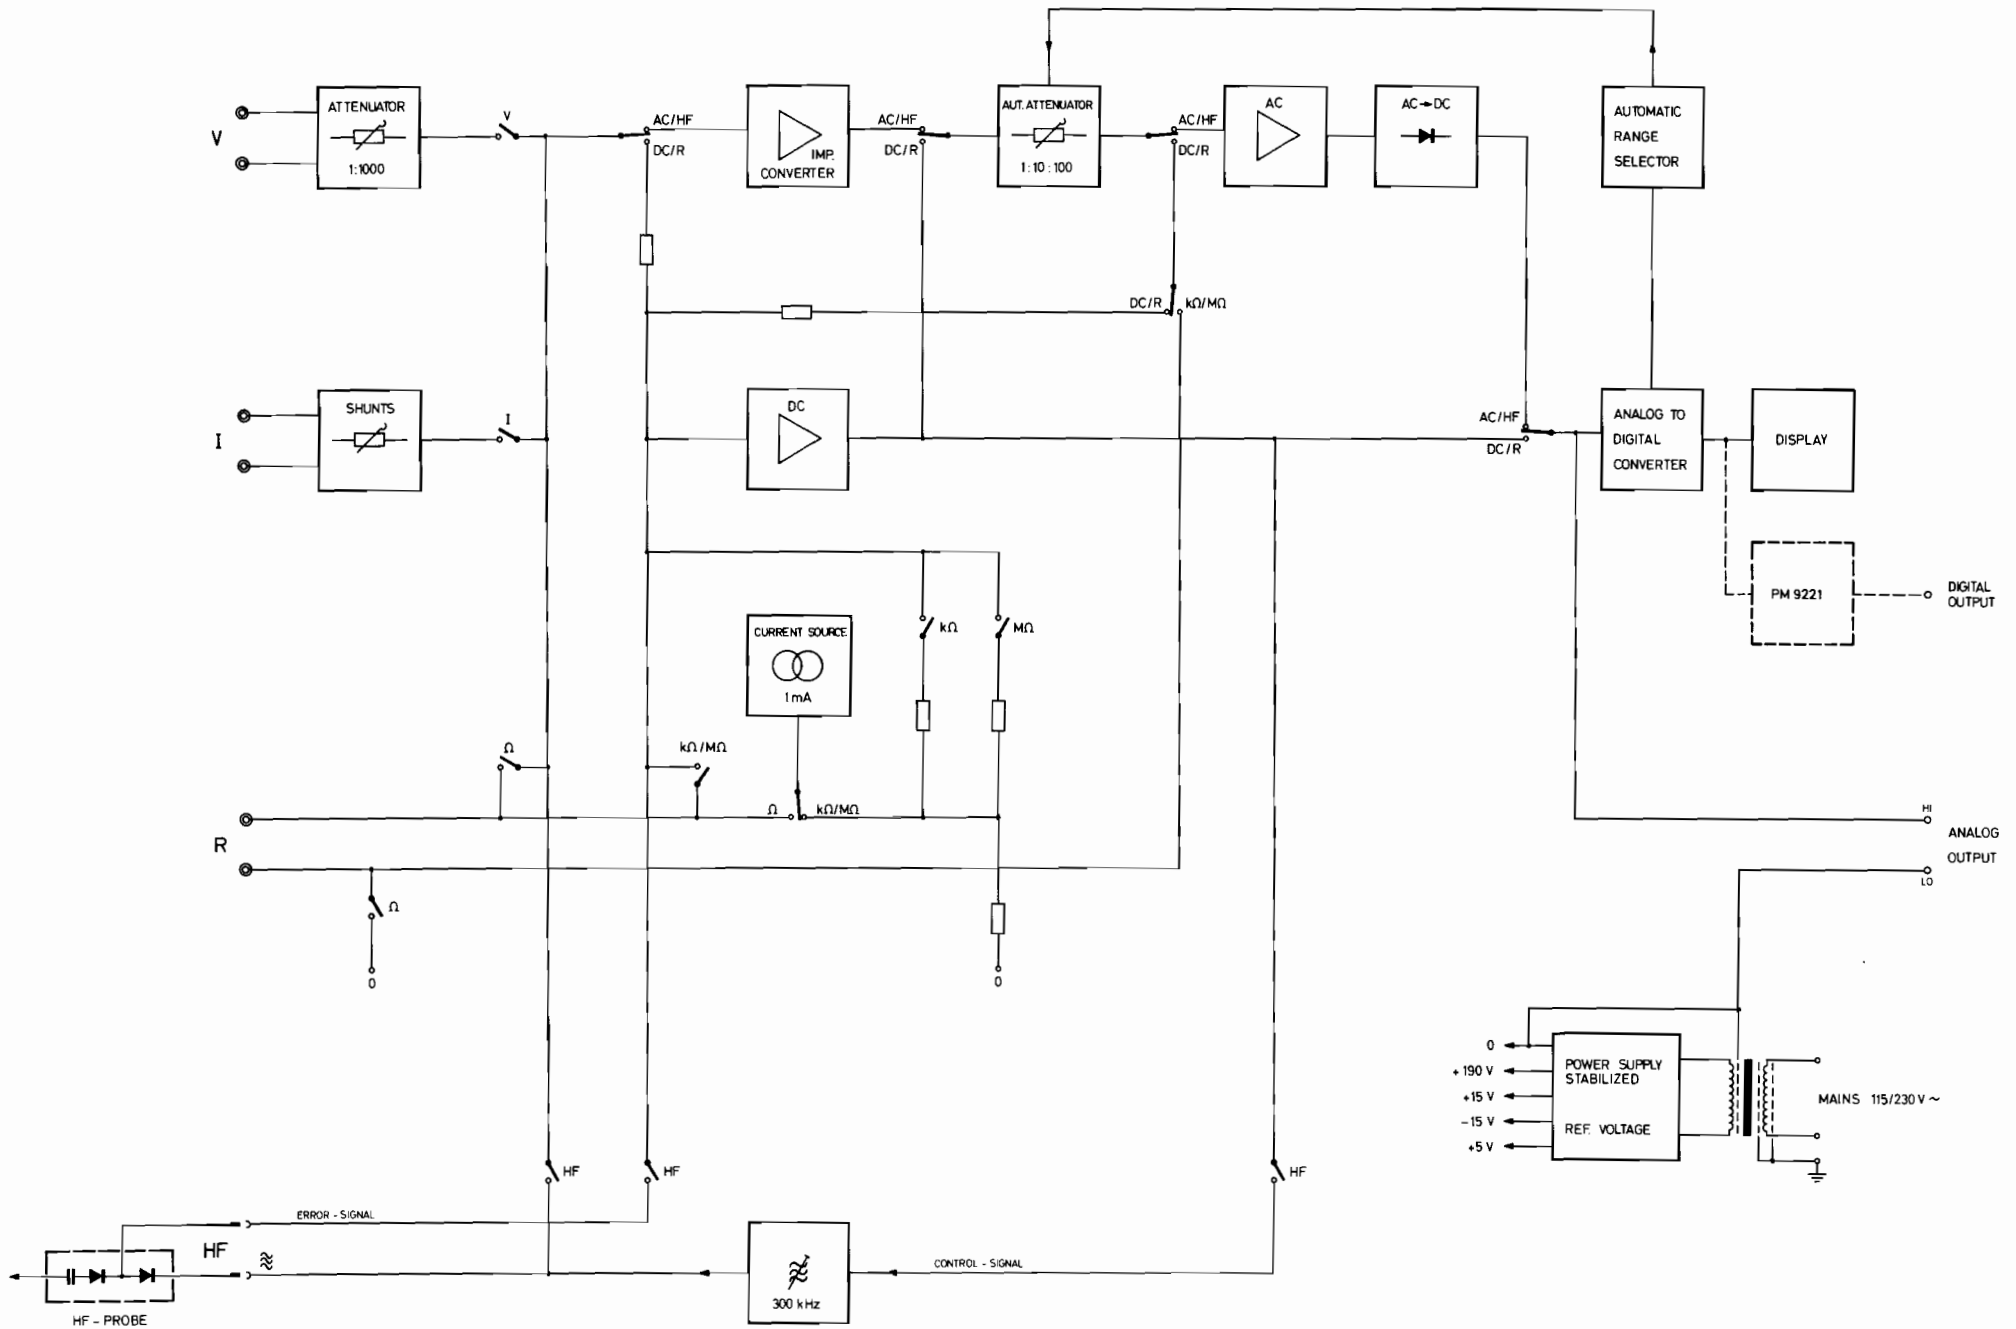 ATTENUATOR
1:1000
V
V
AC/HF
DC/R
IMP.
CONVERTER
AC/HF
DC/R
AUT. ATTENUATOR
1:10:100
AC/HF
DC/R
AC
AC→DC
AUTOMATIC
RANGE
SELECTOR
DC/R
kΩ/MΩ
I
SHUNTS
I
DC
AC/HF
DC/R
ANALOG TO
DIGITAL
CONVERTER
DISPLAY
PM 9221
DIGITAL
OUTPUT
CURRENT SOURCE
1mA
kΩ
MΩ
Ω
kΩ/MΩ
Ω
kΩ/MΩ
R
Ω
0
0
HI
ANALOG
OUTPUT
LO
0
+190 V
+15 V
-15 V
+5 V
POWER SUPPLY
STABILIZED
REF. VOLTAGE
MAINS 115/230 V ~
HF
HF
HF
ERROR - SIGNAL
HF
CONTROL - SIGNAL
300 kHz
HF - PROBE